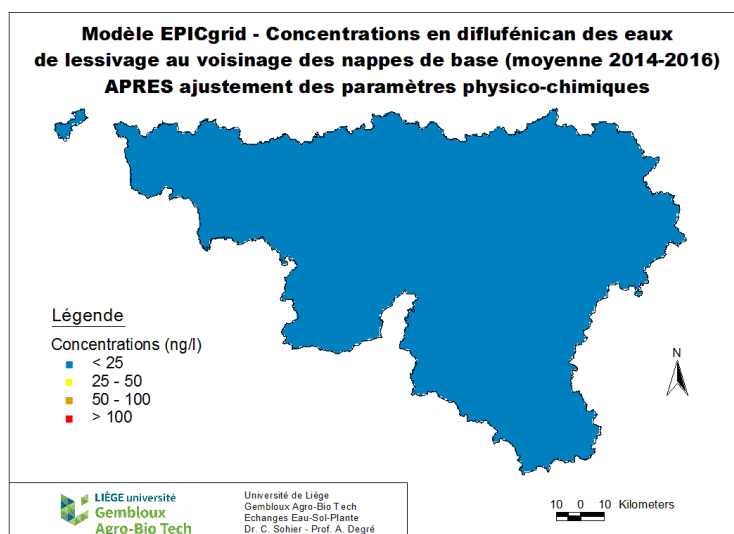 Modèle EPICgrid - Concentrations en diflufénican des eaux
de lessivage au voisinage des nappes de base (moyenne 2014-2016)
APRES ajustement des paramètres physico-chimiques
Légende
Concentrations (ng/l)
< 25
25 - 50
50 - 100
> 100
N
10 0 10 Kilometers
LIÈGE université
Gembloux
Agro-Bio Tech
Université de Liège
Gembloux Agro-Bio Tech
Echanges Eau-Sol-Plante
Dr. C. Sohier - Prof. A. Degré